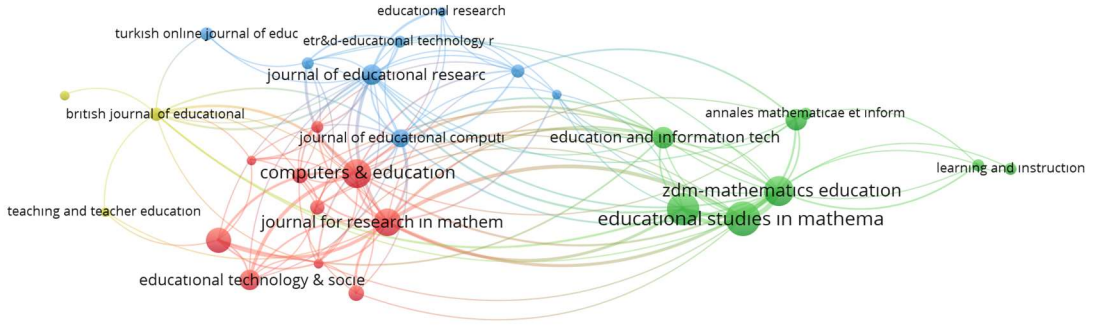 educational research
turkish online journal of educ
etr&d-educational technology r
journal of educational researc
british journal of educational
annales mathematicae et inform
journal of educational computi
education and information tech
computers & education
learning and instruction
zdm-mathematics education
teaching and teacher education
journal for research in mathem
educational studies in mathema
educational technology & socie